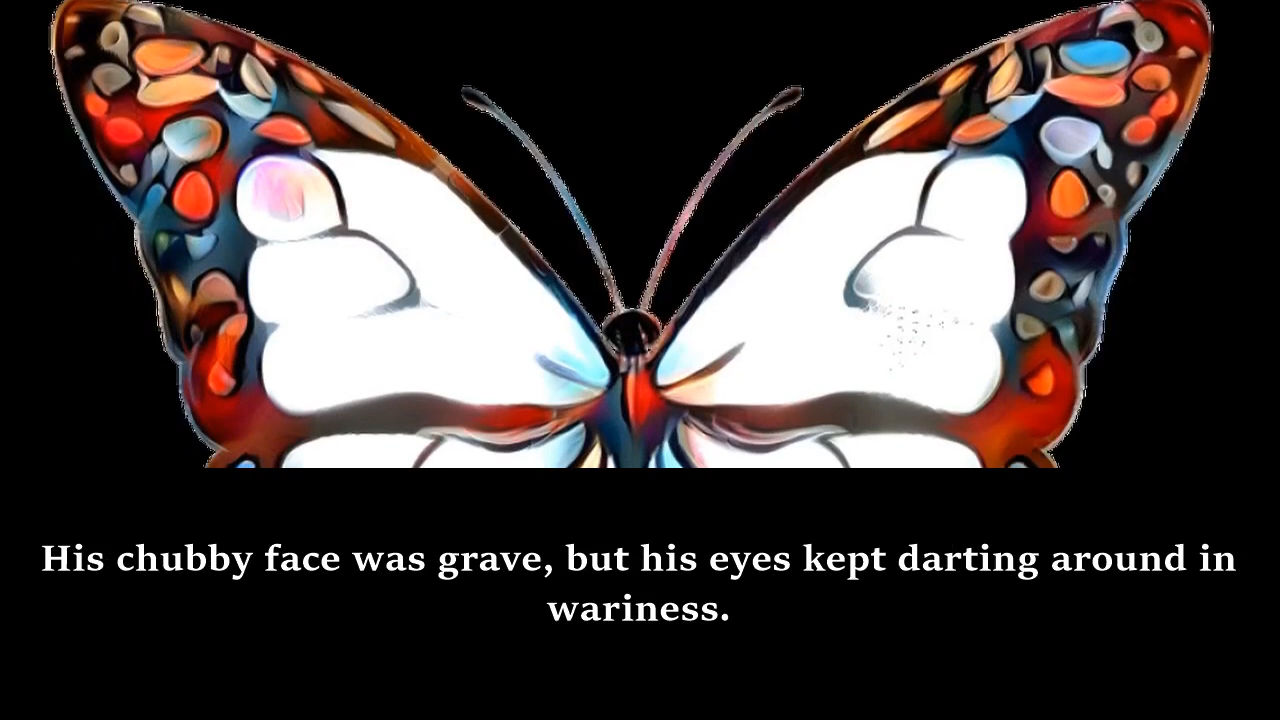 His chubby face was grave, but his eyes kept darting around in
wariness.